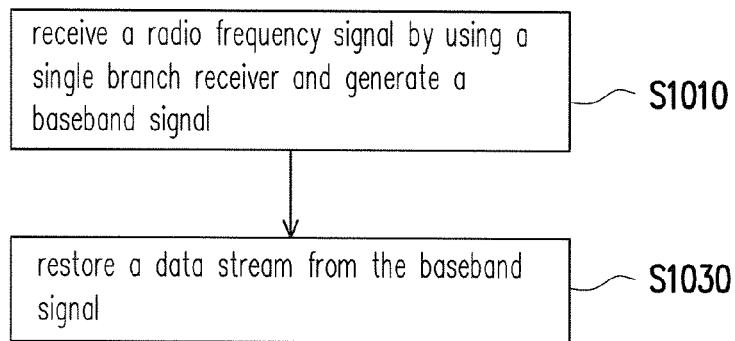 receive a radio frequency signal by using a
single branch receiver and generate a
baseband signal
S1010
restore a data stream from the baseband
signal
S1030